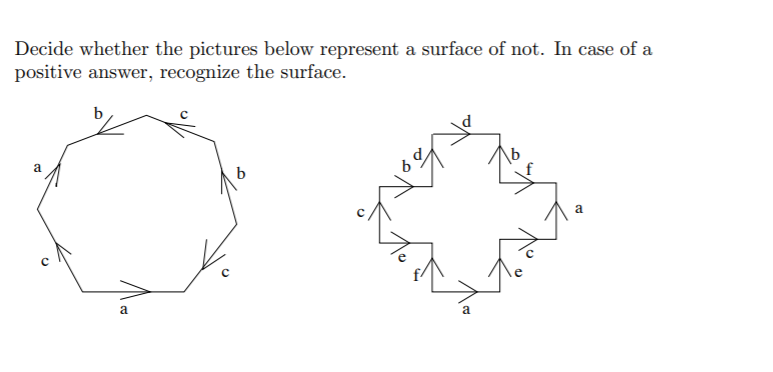 Decide whether the pictures below represent a surface of not. In case of a
positive answer, recognize the surface.
b c
a b
c c
a
d
d b
b f
c a
e c
f e
a